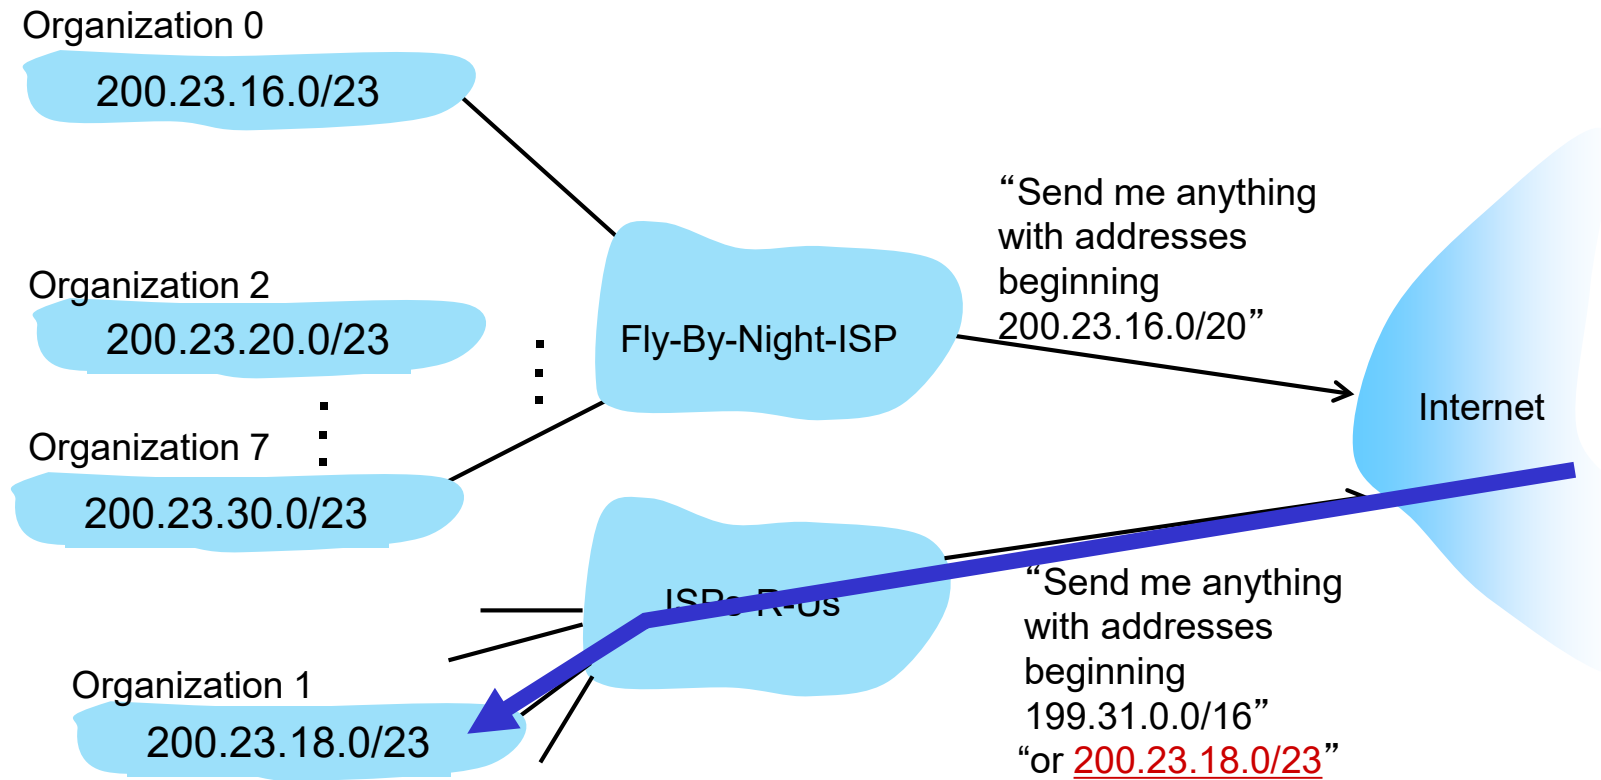 Organization 0
200.23.16.0/23
Organization 2
200.23.20.0/23
Organization 7
200.23.30.0/23
Fly-By-Night-ISP
“Send me anything
with addresses
beginning
200.23.16.0/20”
Internet
ISPs-R-Us
“Send me anything
with addresses
beginning
199.31.0.0/16”
“or 200.23.18.0/23”
Organization 1
200.23.18.0/23